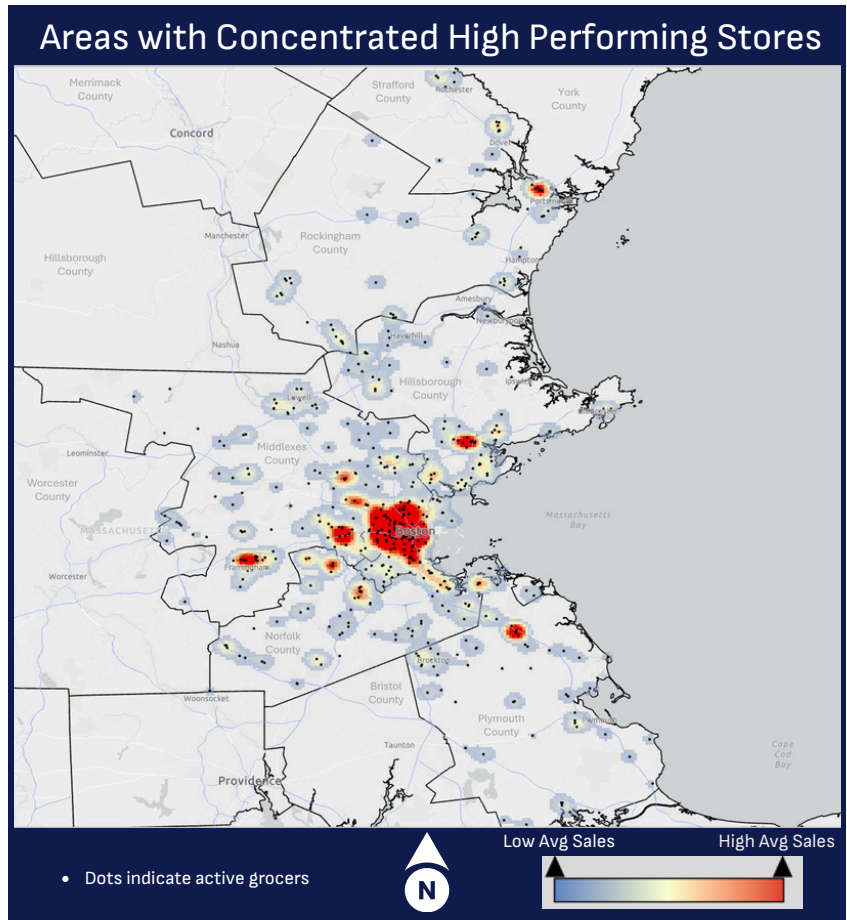 Areas with Concentrated High Performing Stores
Merrimack
County
Strafford
County
Rochester
York
County
Concord
Dover
Portsmouth
Manchester
Rockingham
County
Hillsborough
County
Hampton
Amesbury
Newburyport
Haverhill
Nashua
Hillsborough
County
Ipswich
Lowell
Gloucester
Middlexes
County
Leominster
Worcester
County
MASSACHUSETT
Boston
Massachusetts
Bay
Framingham
Worcester
Norfolk
County
Brockton
Bristol
County
Woonsocket
Plymouth
County
Plymouth
Taunton
Cape
Cod
Bay
Providence
Low Avg Sales
High Avg Sales
• Dots indicate active grocers
N